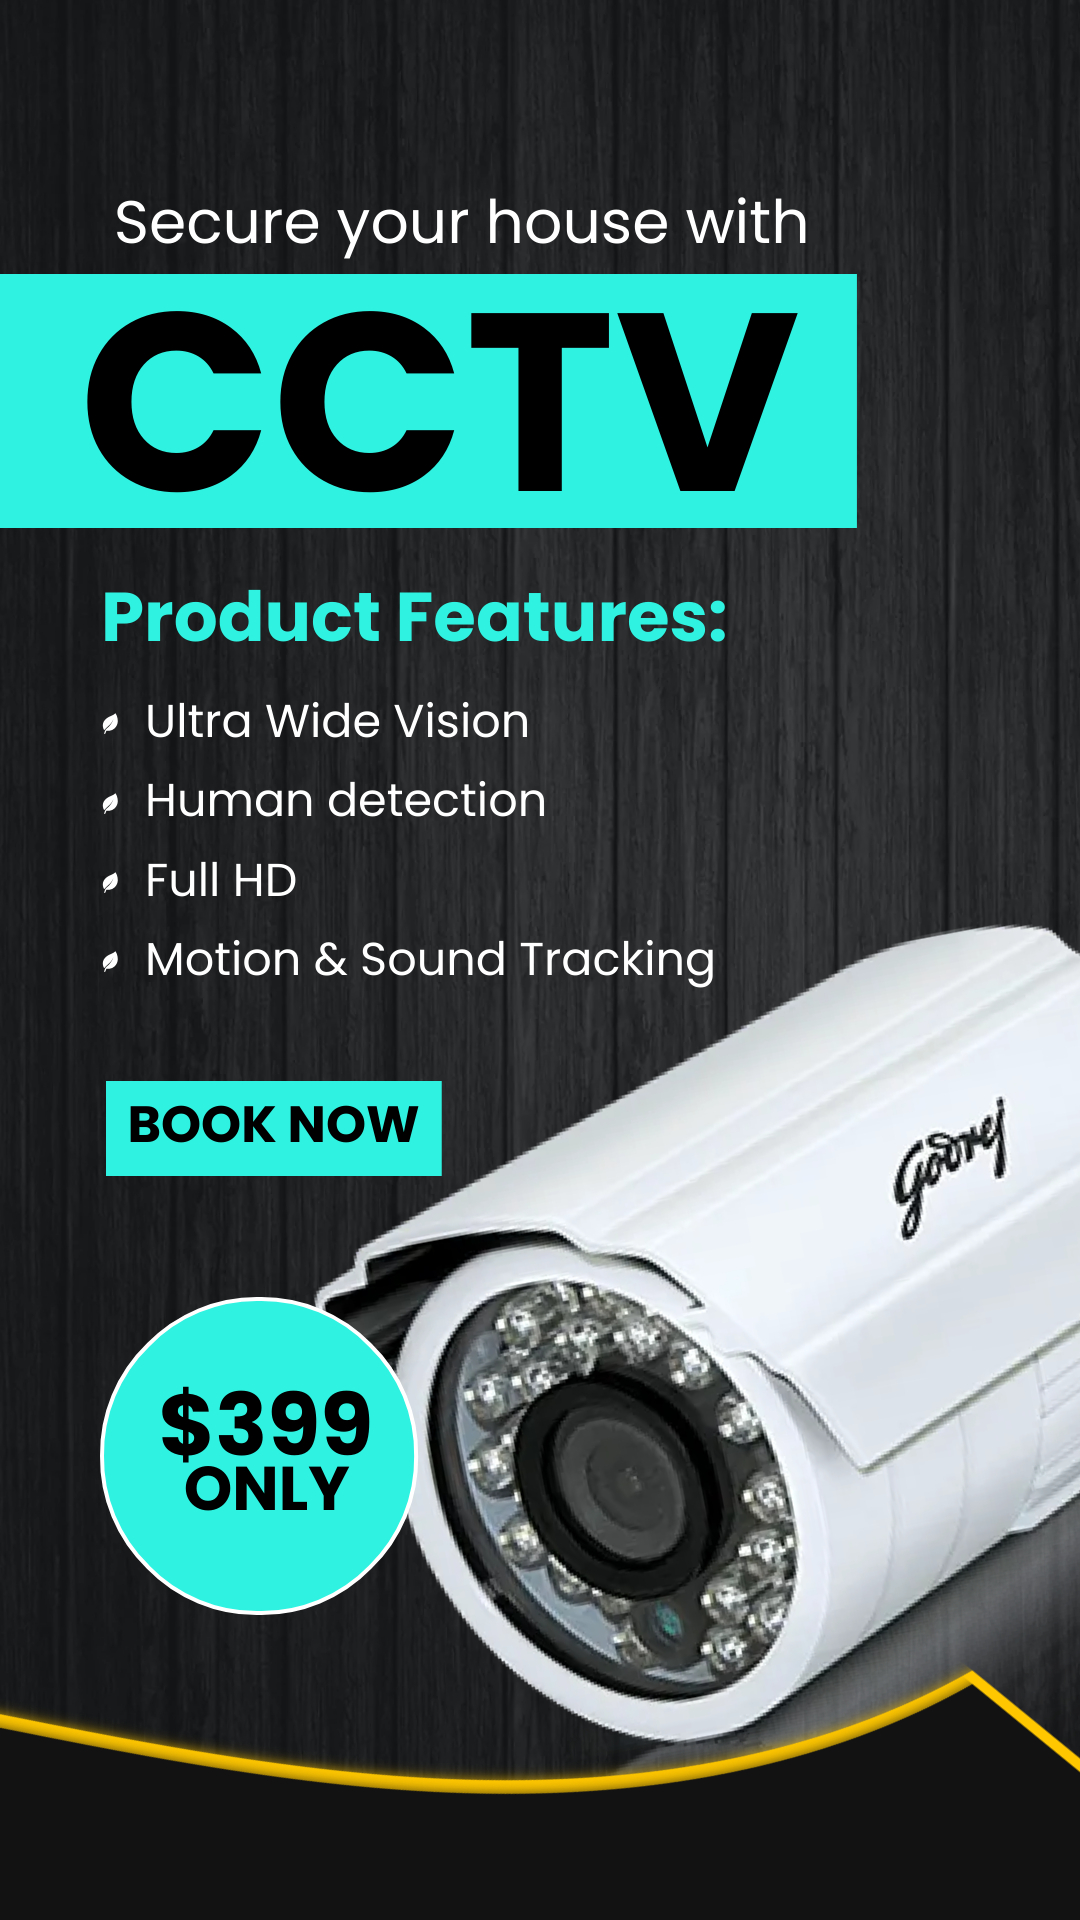 Secure your house with
CCTV
Product Features:
Ultra Wide Vision
Human detection
Full HD
Motion & Sound Tracking
BOOK NOW
Godrej
$399
ONLY